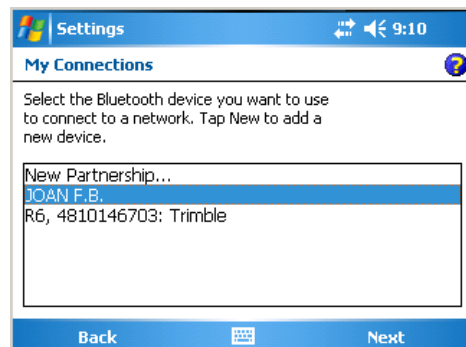 Settings 9:10
My Connections
Select the Bluetooth device you want to use
to connect to a network. Tap New to add a
new device.
New Partnership...
JOAN F.B.
R6, 4810146703: Trimble
Back Next